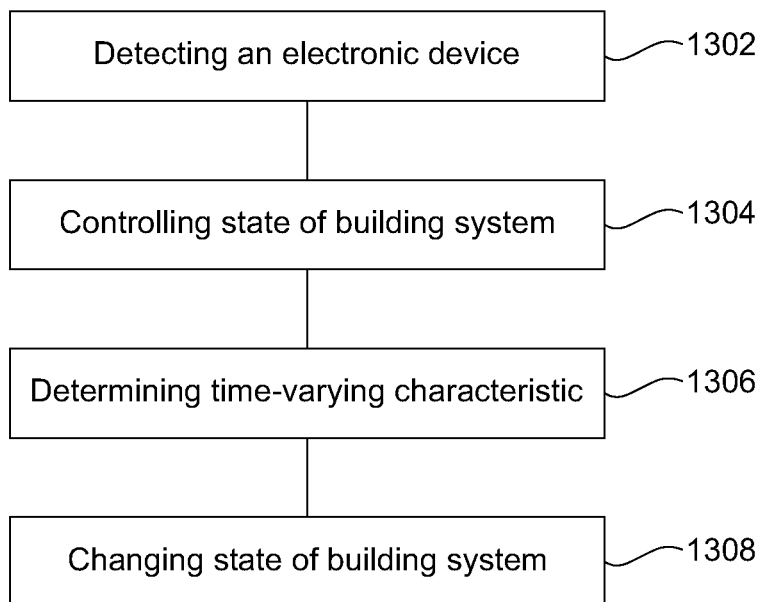 Detecting an electronic device
1302
Controlling state of building system
1304
Determining time-varying characteristic
1306
Changing state of building system
1308